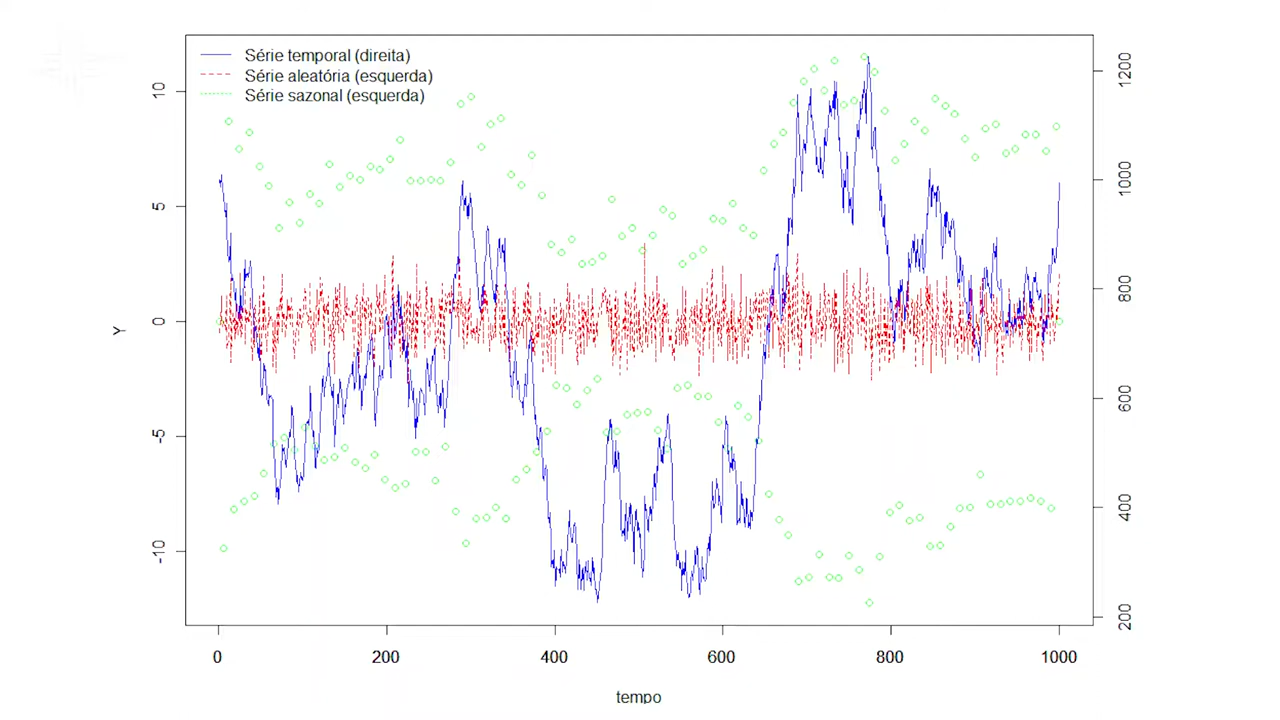 Série temporal (direita)
Série aleatória (esquerda)
Série sazonal (esquerda)
10
5
0
-5
-10
Y
1200
1000
800
600
400
200
0 200 400 600 800 1000
tempo